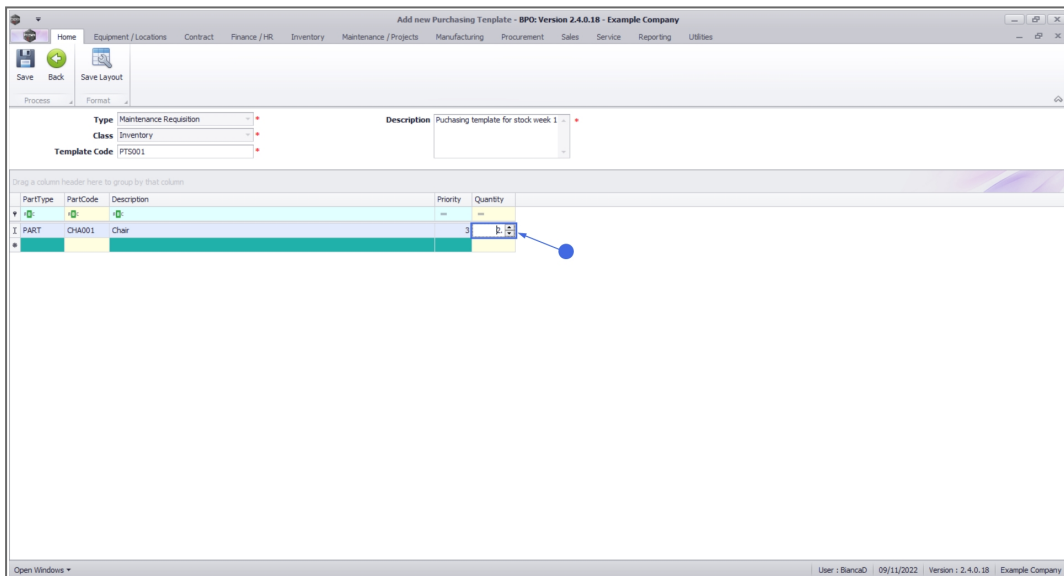 Add new Purchasing Template - BPO: Version 2.4.0.18 - Example Company
Home Equipment / Locations Contract Finance / HR Inventory Maintenance / Projects Manufacturing Procurement Sales Service Reporting Utilities
Save Back Save Layout
Process Format
Type Maintenance Requisition * Description Puchasing template for stock week 1 *
Class Inventory *
Template Code PTS001 *
Drag a column header here to group by that column
PartType PartCode Description Priority Quantity
PART CHA001 Chair 3 2.
Open Windows User : BiancaD 09/11/2022 Version : 2.4.0.18 Example Company